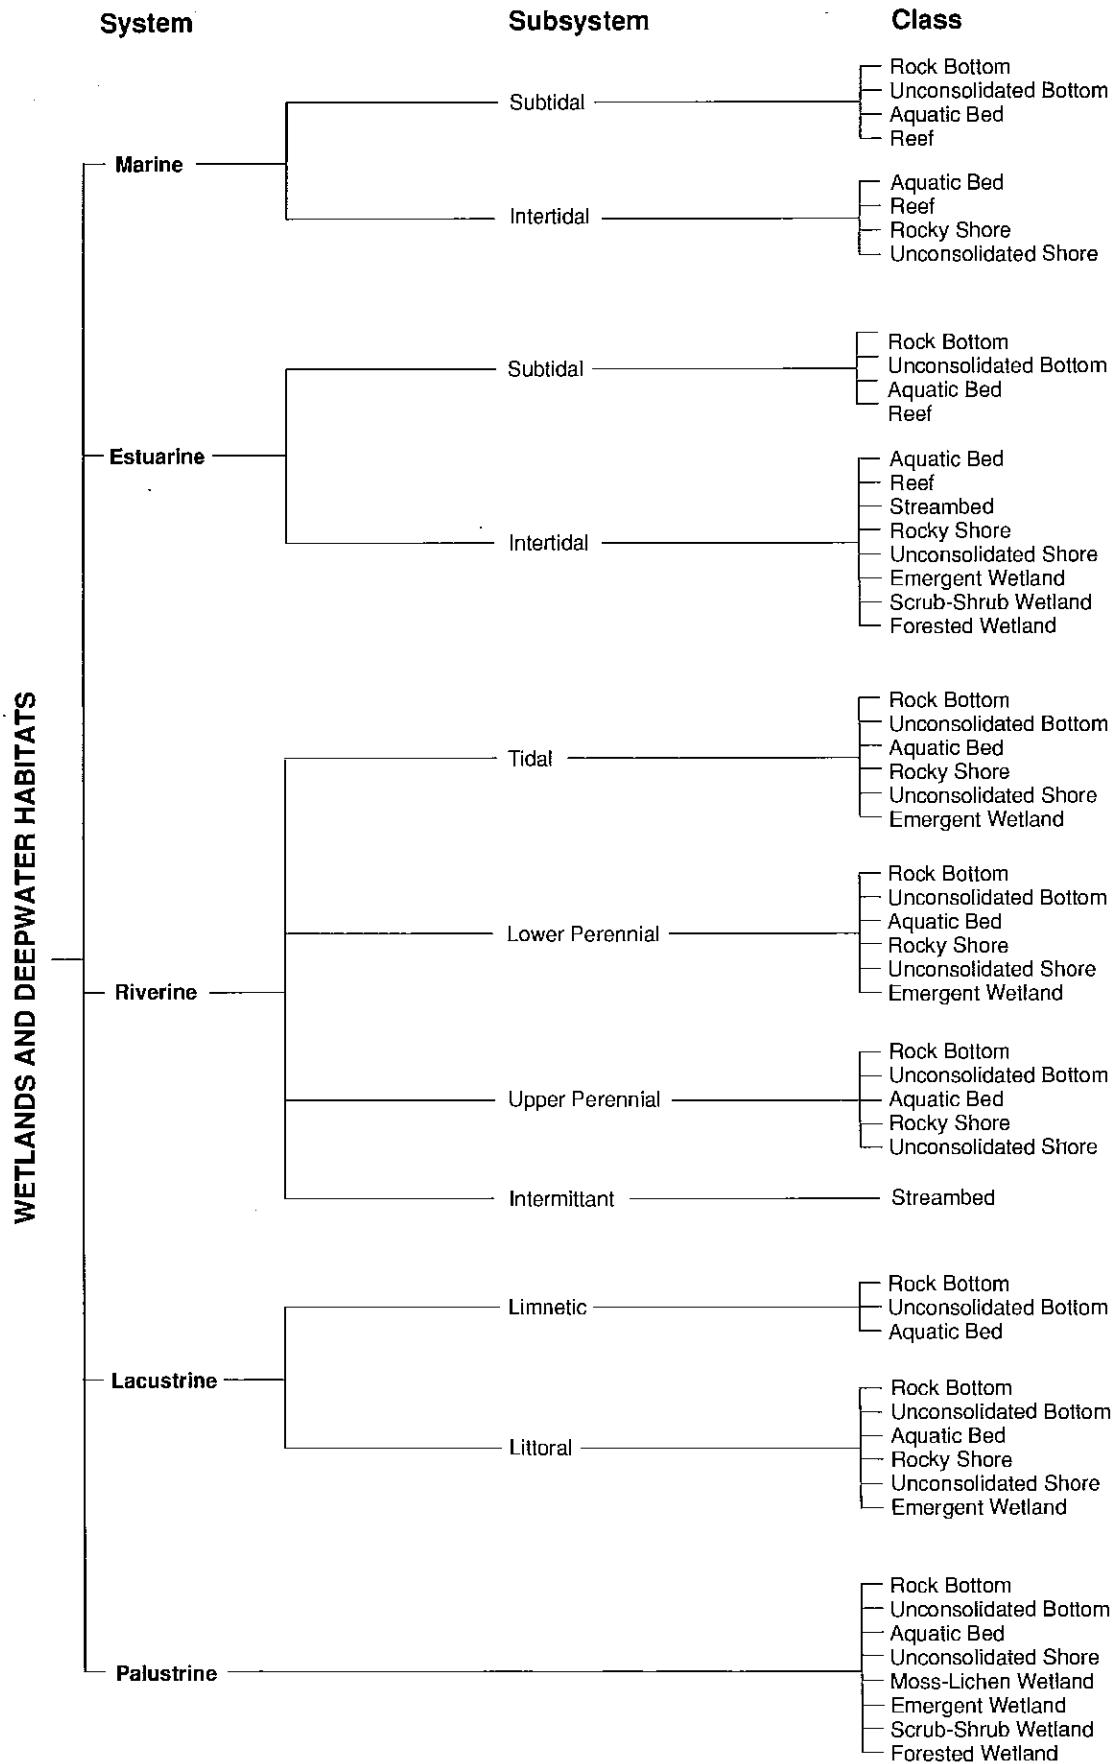 System Subsystem Class
Rock Bottom
Unconsolidated Bottom
Subtidal
Aquatic Bed
Reef
Marine
Aquatic Bed
Reef
Intertidal
Rocky Shore
Unconsolidated Shore
Rock Bottom
Unconsolidated Bottom
Subtidal
Aquatic Bed
Reef
Estuarine
Aquatic Bed
Reef
Streambed
Rocky Shore
Intertidal
Unconsolidated Shore
Emergent Wetland
Scrub-Shrub Wetland
Forested Wetland
WETLANDS AND DEEPWATER HABITATS
Rock Bottom
Unconsolidated Bottom
Aquatic Bed
Tidal
Rocky Shore
Unconsolidated Shore
Emergent Wetland
Rock Bottom
Unconsolidated Bottom
Aquatic Bed
Lower Perennial
Rocky Shore
Unconsolidated Shore
Emergent Wetland
Riverine
Rock Bottom
Unconsolidated Bottom
Upper Perennial
Aquatic Bed
Rocky Shore
Unconsolidated Shore
Intermittant
Streambed
Rock Bottom
Limnetic
Unconsolidated Bottom
Aquatic Bed
Lacustrine
Rock Bottom
Unconsolidated Bottom
Aquatic Bed
Littoral
Rocky Shore
Unconsolidated Shore
Emergent Wetland
Rock Bottom
Unconsolidated Bottom
Aquatic Bed
Unconsolidated Shore
Palustrine
Moss-Lichen Wetland
Emergent Wetland
Scrub-Shrub Wetland
Forested Wetland